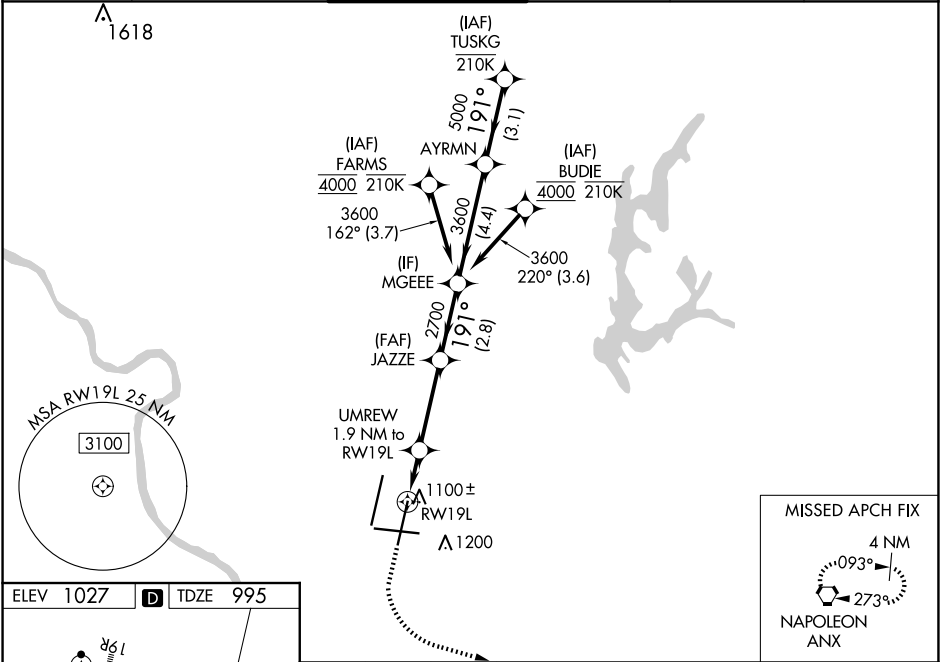 1618
(IAF)
TUSKG
210K
5000
191°
(3.1)
(IAF)
FARMS
4000 210K
AYRMN
(IAF)
BUDIE
4000 210K
3600
162° (3.7)
3600
(4.4)
3600
220° (3.6)
(IF)
MGEEE
2700
191°
(2.8)
(FAF)
JAZZE
MSA RW19L 25 NM
3100
UMREW
1.9 NM to
RW19L
1100±
RW19L
1200
MISSED APCH FIX
4 NM
093°
273°
NAPOLEON
ANX
ELEV 1027 D TDZE 995
19R